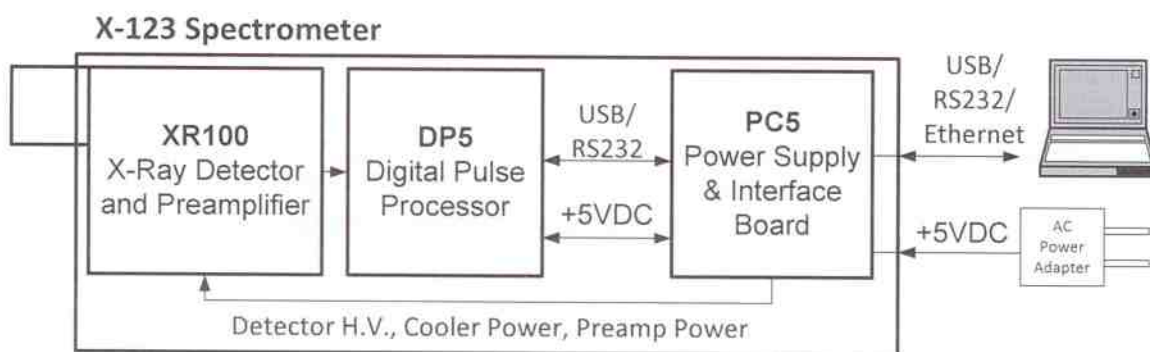 X-123 Spectrometer
XR100
X-Ray Detector
and Preamplifier
DP5
Digital Pulse
Processor
USB/
RS232
+5VDC
PC5
Power Supply
& Interface
Board
USB/
RS232/
Ethernet
+5VDC
AC
Power
Adapter
Detector H.V., Cooler Power, Preamp Power